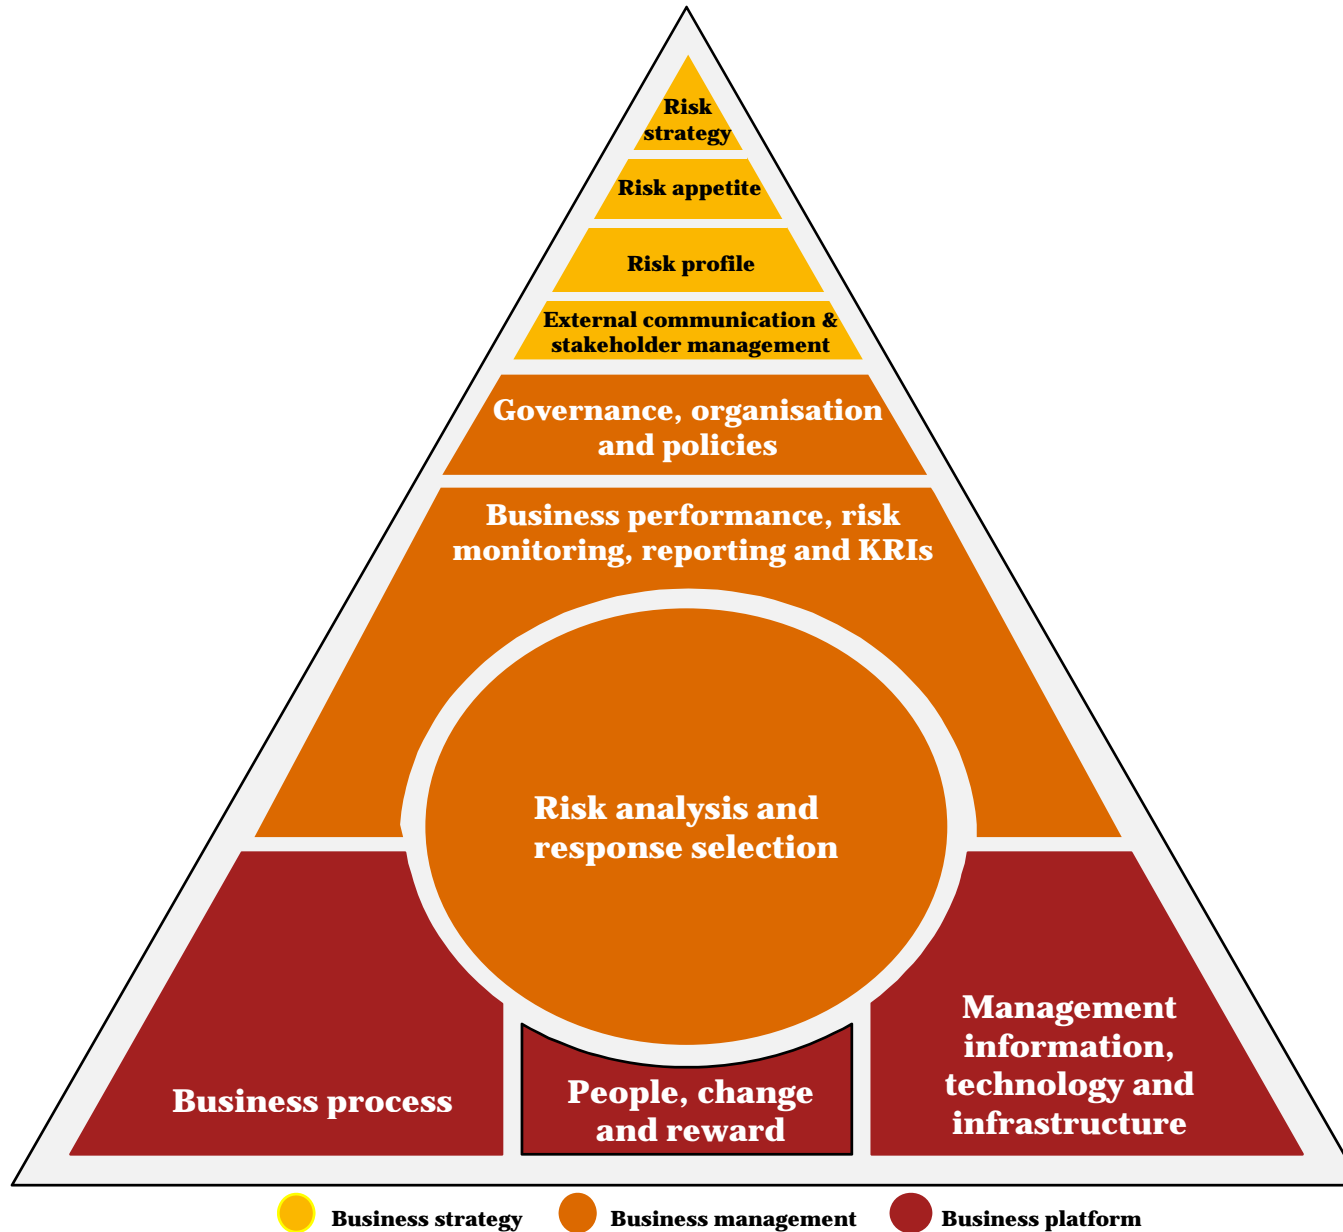 Risk
strategy
Risk appetite
Risk profile
External communication &
stakeholder management
Governance, organisation
and policies
Business performance, risk
monitoring, reporting and KRIs
Risk analysis and
response selection
Business process
People, change
and reward
Management
information,
technology and
infrastructure
Business strategy
Business management
Business platform